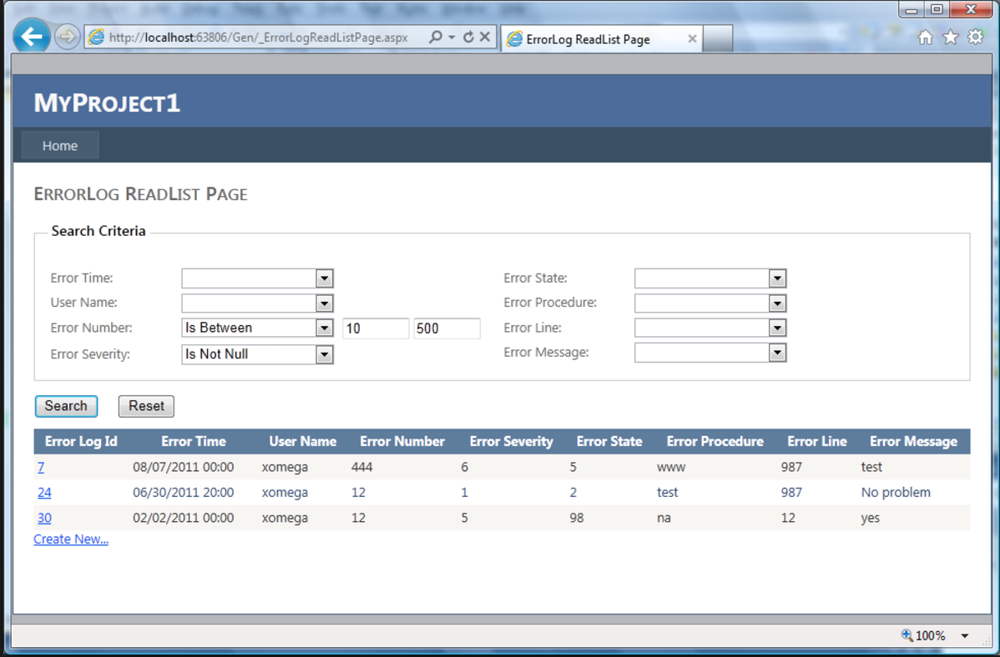 http://localhost:63806/Gen/_ErrorLogReadListPage.aspx ErrorLog ReadList Page
MyProject1
Home
ErrorLog ReadList Page
Search Criteria
Error Time: Error State:
User Name: Error Procedure:
Error Number: Is Between 10 500 Error Line:
Error Severity: Is Not Null Error Message:
Search Reset
Error Log Id Error Time User Name Error Number Error Severity Error State Error Procedure Error Line Error Message
7 08/07/2011 00:00 xomega 444 6 5 www 987 test
24 06/30/2011 20:00 xomega 12 1 2 test 987 No problem
30 02/02/2011 00:00 xomega 12 5 98 na 12 yes
Create New...
100%